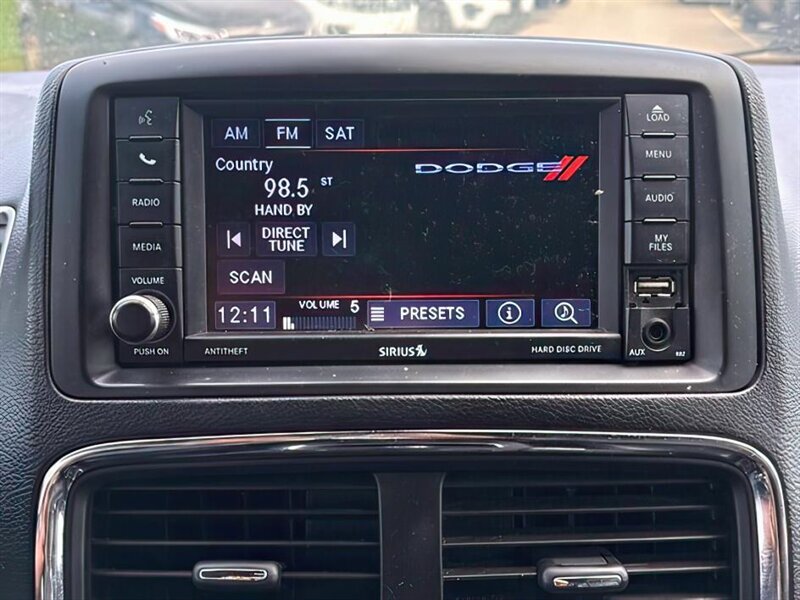 LOAD
AM FM SAT
MENU
Country
DODGE
98.5 ST
RADIO
AUDIO
HAND BY
DIRECT
TUNE
MEDIA
MY
FILES
SCAN
VOLUME
12:11
VOLUME 5
PRESETS
i
PUSH ON
ANTITHEFT
SIRIUS
HARD DISC DRIVE
AUX